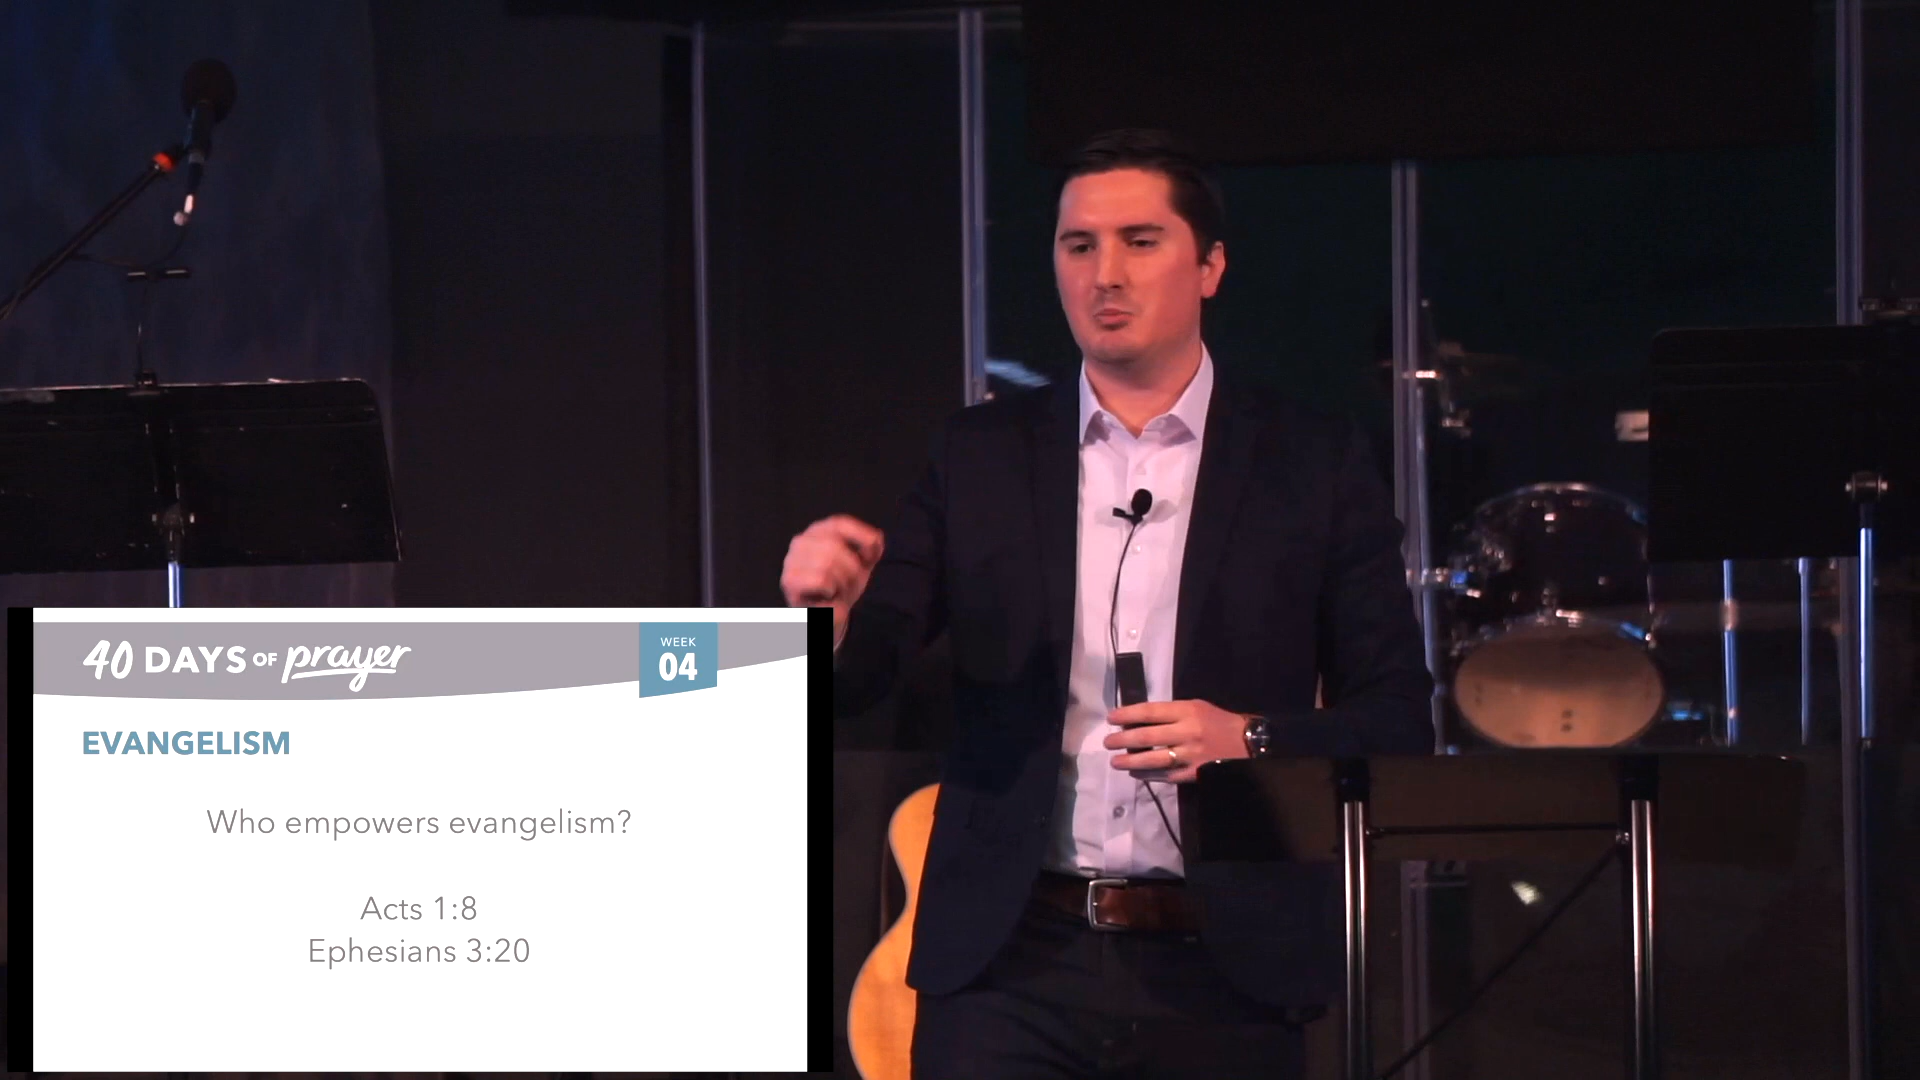 40 DAYS OF prayer
WEEK
04
EVANGELISM
Who empowers evangelism?
Acts 1:8
Ephesians 3:20